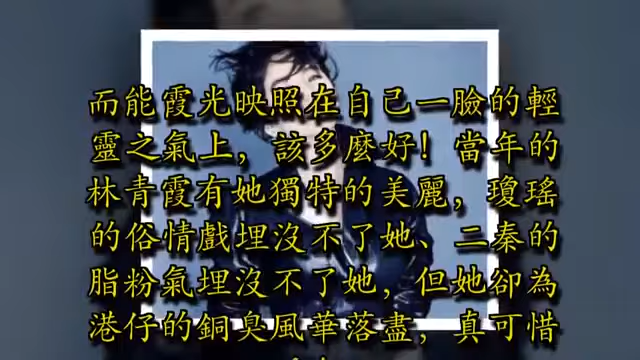 而能霞光映照在自己一臉的輕
靈之氣上，該多麼好！當年的
林青霞有她獨特的美麗，瓊瑤
的俗情戲埋沒不了她、二秦的
脂粉氣埋沒不了她，但她卻為
港仔的銅臭風華落盡，真可惜